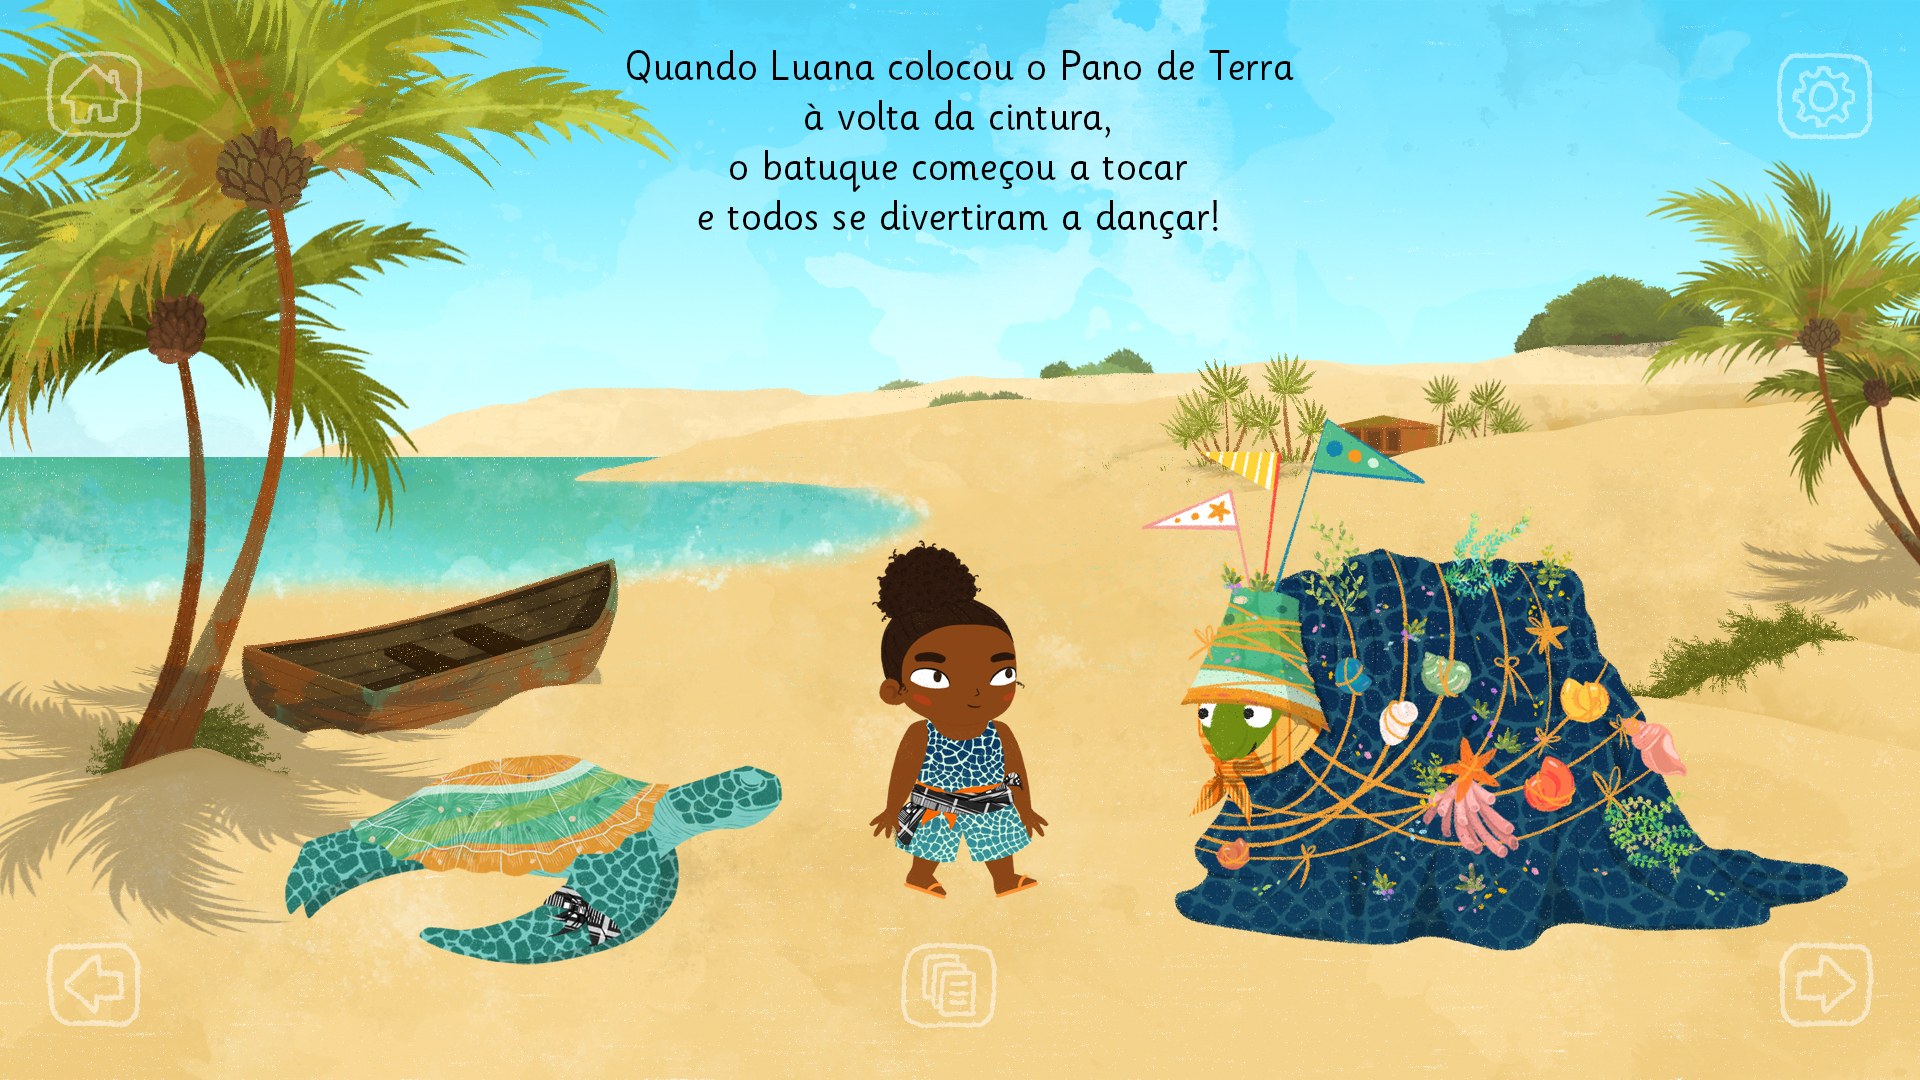 Quando Luana colocou o Pano de Terra
à volta da cintura,
o batuque começou a tocar
e todos se divertiram a dançar!